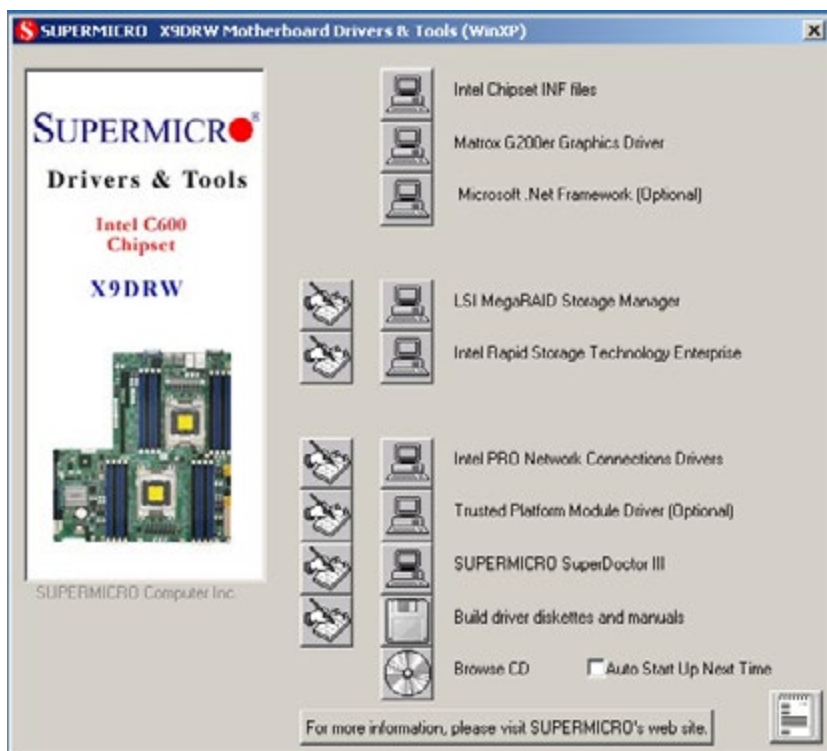 SUPERMICRO X9DRW Motherboard Drivers & Tools (WinXP)
SUPERMICRO®
Drivers & Tools
Intel C600
Chipset
X9DRW
SUPERMICRO Computer Inc.
Intel Chipset INF files
Matrox G200er Graphics Driver
Microsoft .Net Framework (Optional)
LSI MegaRAID Storage Manager
Intel Rapid Storage Technology Enterprise
Intel PRO Network Connections Drivers
Trusted Platform Module Driver (Optional)
SUPERMICRO SuperDoctor III
Build driver diskettes and manuals
Browse CD
Auto Start Up Next Time
For more information, please visit SUPERMICRO's web site.